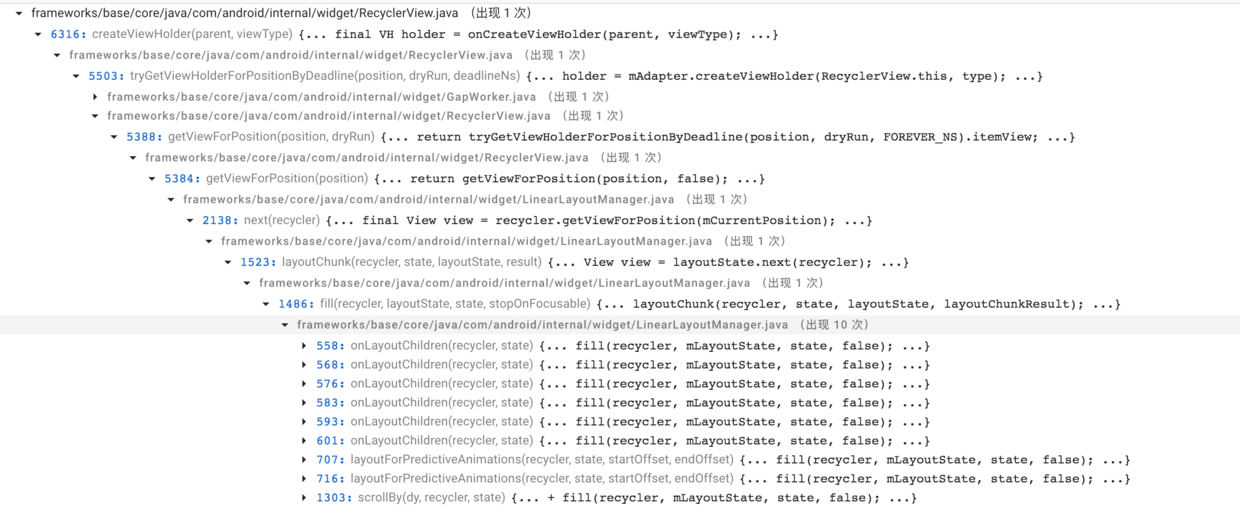 frameworks/base/core/java/com/android/internal/widget/RecyclerView.java （出现 1 次）
6316: createViewHolder(parent, viewType) {... final VH holder = onCreateViewHolder(parent, viewType); ...}
frameworks/base/core/java/com/android/internal/widget/RecyclerView.java （出现 1 次）
5503: tryGetViewHolderForPositionByDeadline(position, dryRun, deadlineNs) {... holder = mAdapter.createViewHolder(RecyclerView.this, type); ...}
frameworks/base/core/java/com/android/internal/widget/GapWorker.java （出现 1 次）
frameworks/base/core/java/com/android/internal/widget/RecyclerView.java （出现 1 次）
5388: getViewForPosition(position, dryRun) {... return tryGetViewHolderForPositionByDeadline(position, dryRun, FOREVER_NS).itemView; ...}
frameworks/base/core/java/com/android/internal/widget/RecyclerView.java （出现 1 次）
5384: getViewForPosition(position) {... return getViewForPosition(position, false); ...}
frameworks/base/core/java/com/android/internal/widget/LinearLayoutManager.java （出现 1 次）
2138: next(recycler) {... final View view = recycler.getViewForPosition(mCurrentPosition); ...}
frameworks/base/core/java/com/android/internal/widget/LinearLayoutManager.java （出现 1 次）
1523: layoutChunk(recycler, state, layoutState, result) {... View view = layoutState.next(recycler); ...}
frameworks/base/core/java/com/android/internal/widget/LinearLayoutManager.java （出现 1 次）
1486: fill(recycler, layoutState, state, stopOnFocusable) {... layoutChunk(recycler, state, layoutState, layoutChunkResult); ...}
frameworks/base/core/java/com/android/internal/widget/LinearLayoutManager.java （出现 10 次）
558: onLayoutChildren(recycler, state) {... fill(recycler, mLayoutState, state, false); ...}
568: onLayoutChildren(recycler, state) {... fill(recycler, mLayoutState, state, false); ...}
576: onLayoutChildren(recycler, state) {... fill(recycler, mLayoutState, state, false); ...}
583: onLayoutChildren(recycler, state) {... fill(recycler, mLayoutState, state, false); ...}
593: onLayoutChildren(recycler, state) {... fill(recycler, mLayoutState, state, false); ...}
601: onLayoutChildren(recycler, state) {... fill(recycler, mLayoutState, state, false); ...}
707: layoutForPredictiveAnimations(recycler, state, startOffset, endOffset) {... fill(recycler, mLayoutState, state, false); ...}
716: layoutForPredictiveAnimations(recycler, state, startOffset, endOffset) {... fill(recycler, mLayoutState, state, false); ...}
1303: scrollBy(dy, recycler, state) {... + fill(recycler, mLayoutState, state, false); ...}